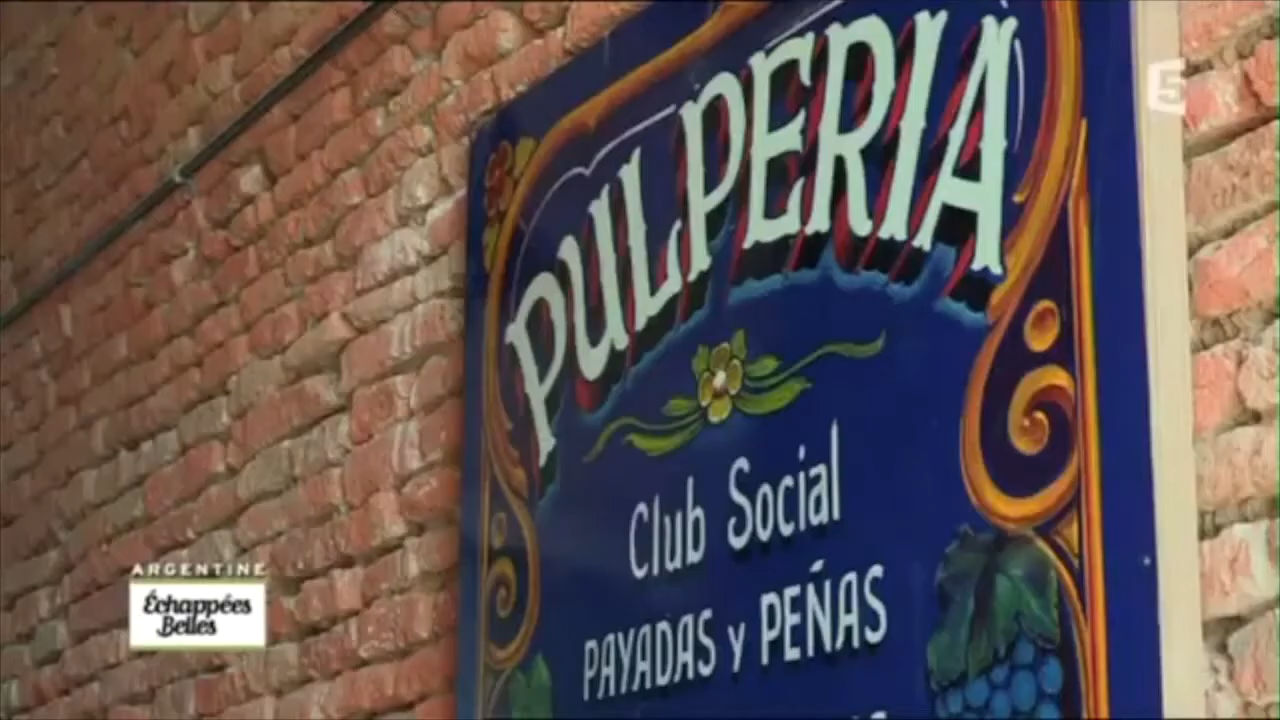 PULPERIA
5
Club Social
PAYADAS y PEÑAS
ARGENTINE
Échappées
Belles